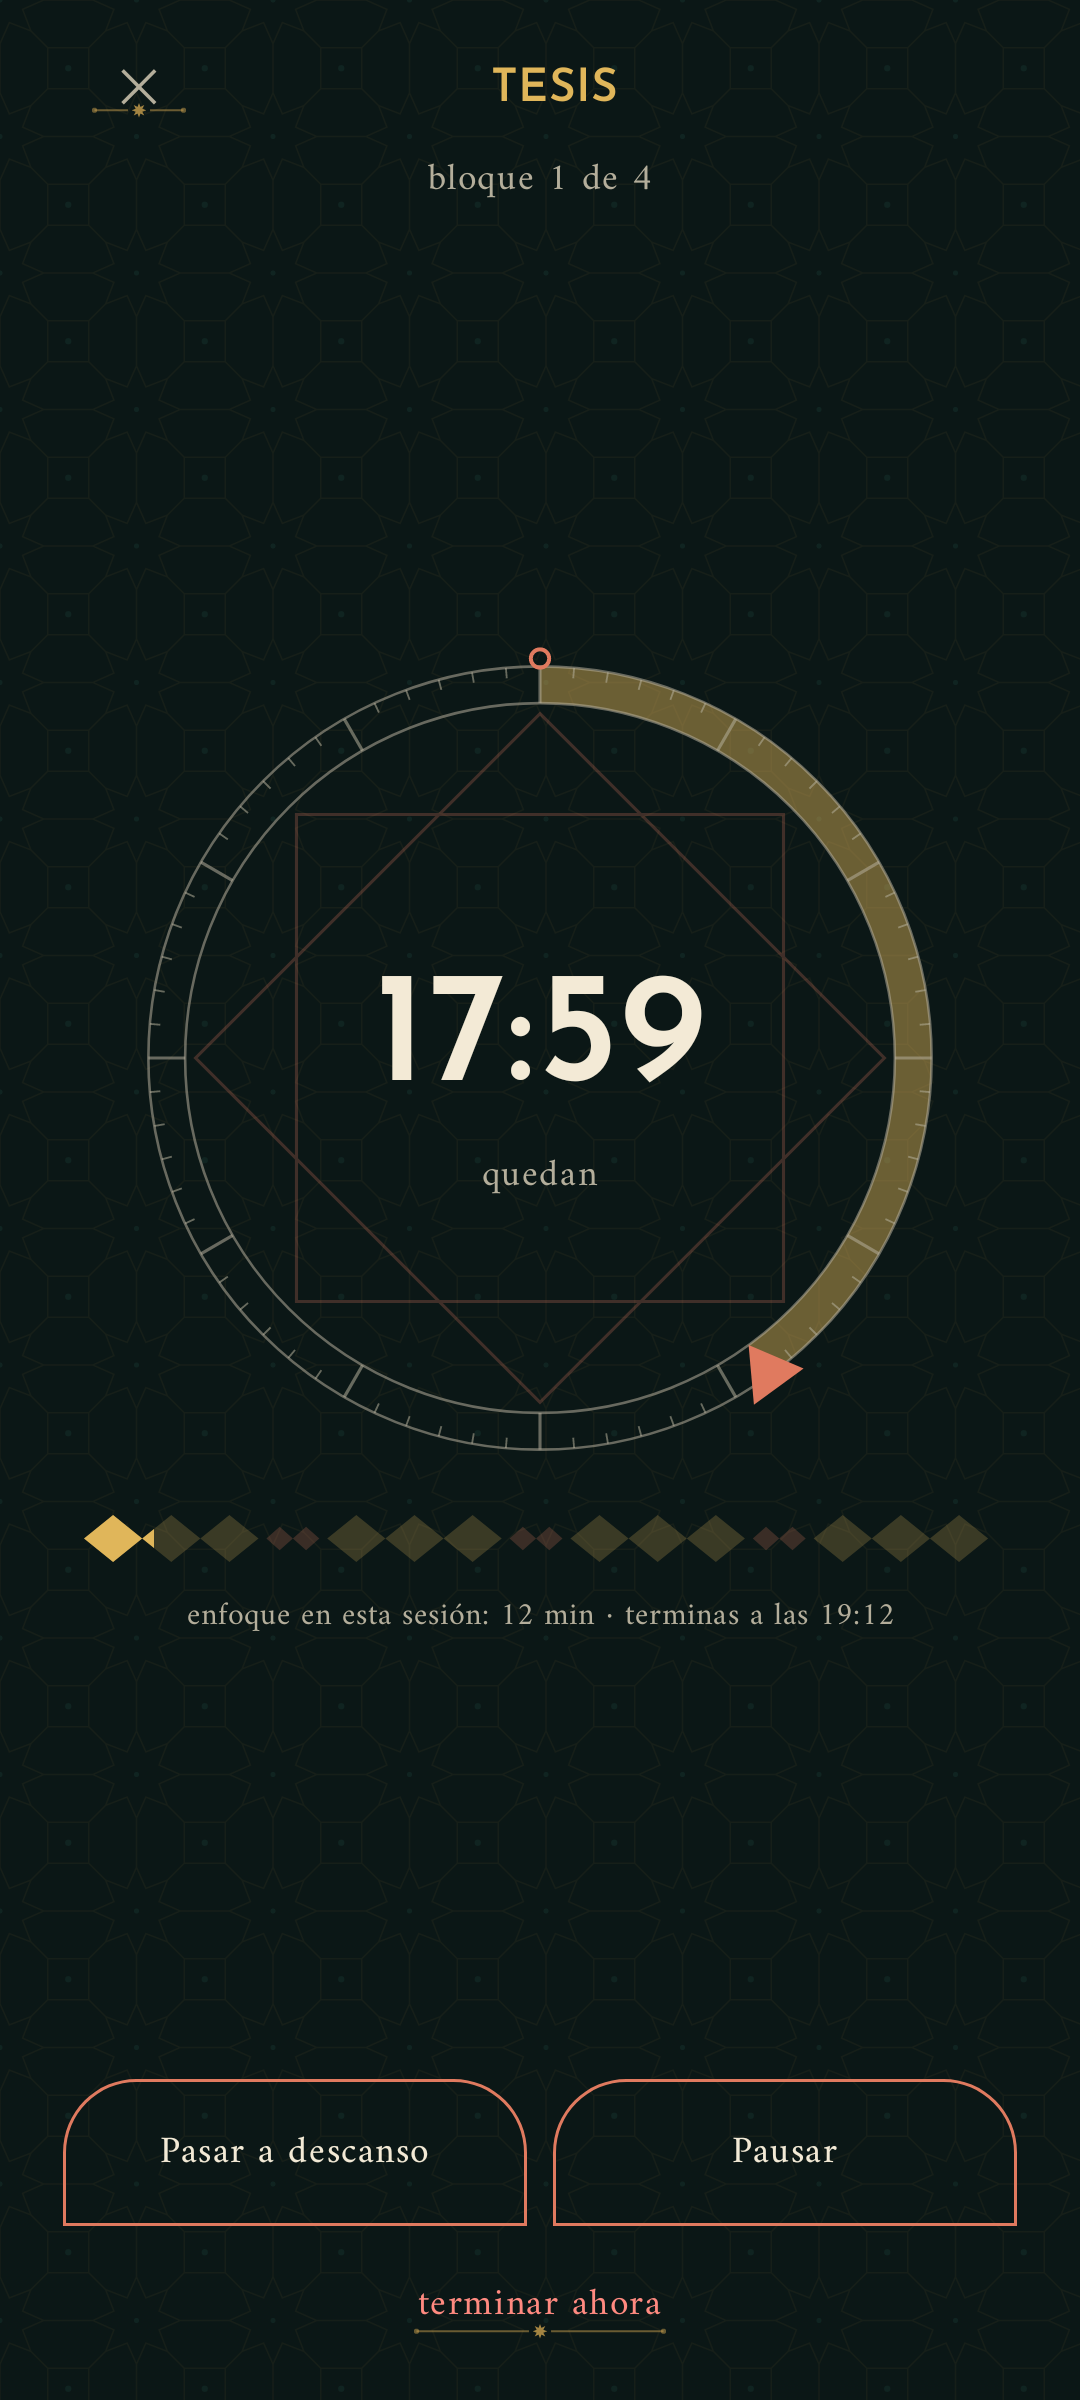 TESIS
bloque 1 de 4
17:59
quedan
enfoque en esta sesión: 12 min · terminas a las 19:12
Pasar a descanso
Pausar
terminar ahora